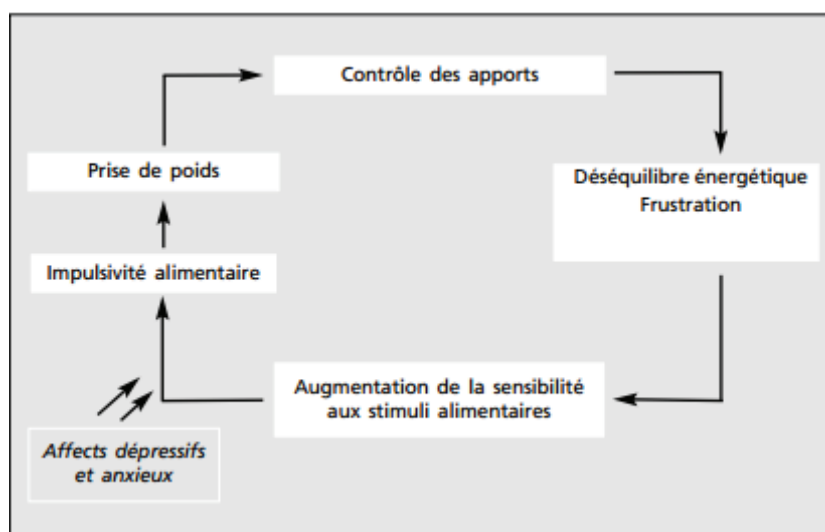 Contrôle des apports
Prise de poids
Déséquilibre énergétique
Frustration
Impulsivité alimentaire
Augmentation de la sensibilité
aux stimuli alimentaires
Affects dépressifs
et anxieux